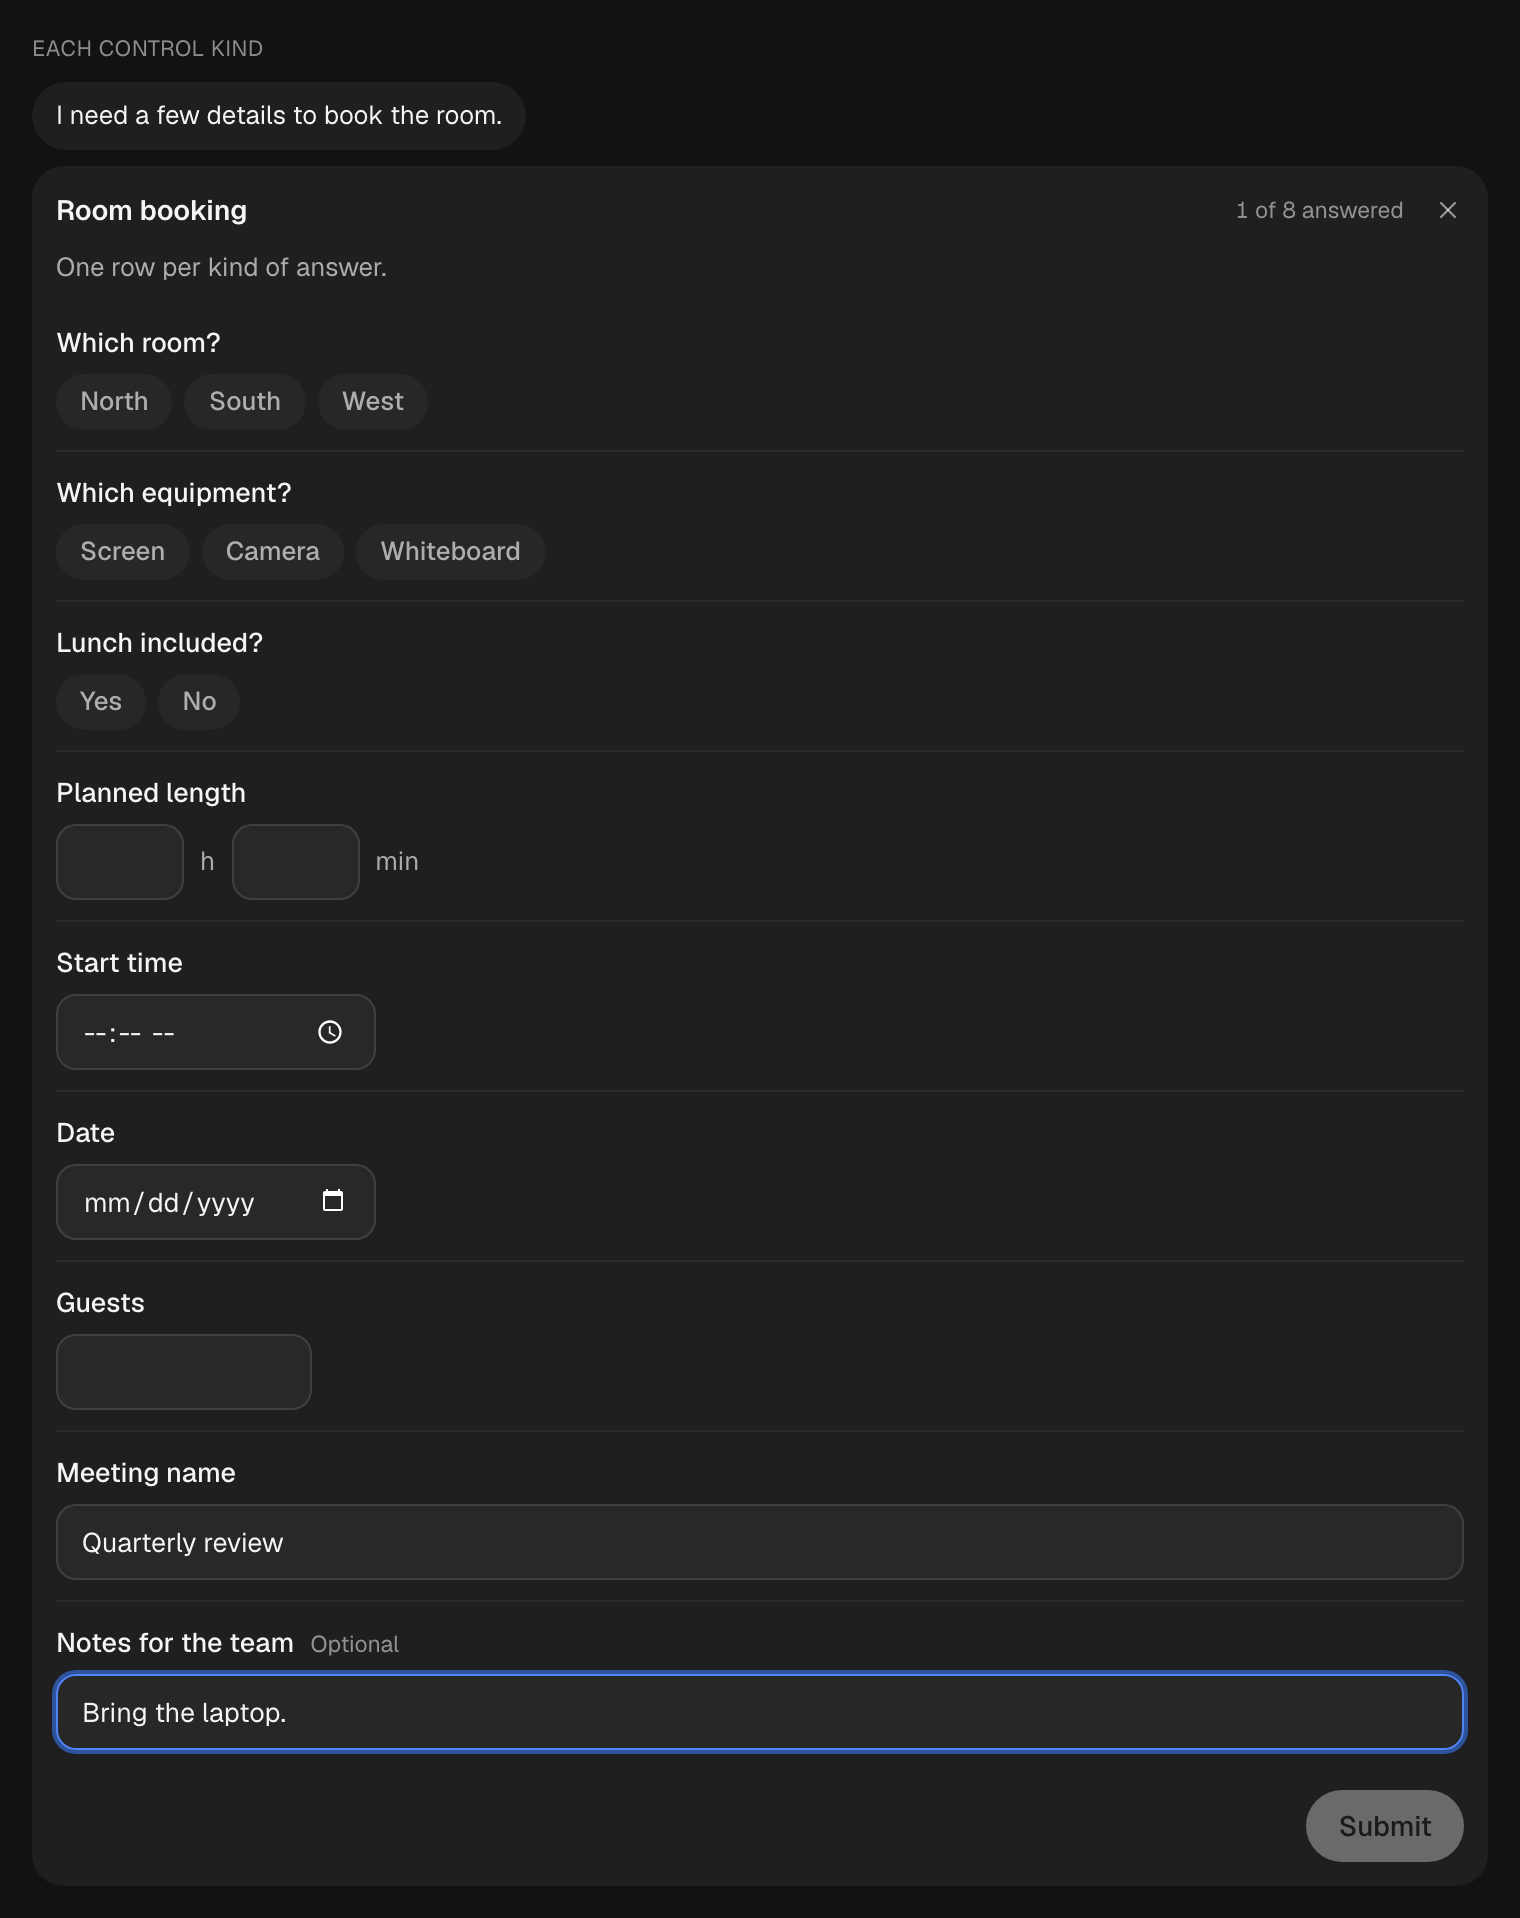 EACH CONTROL KIND
I need a few details to book the room.
Room booking
1 of 8 answered
One row per kind of answer.
Which room?
North South West
Which equipment?
Screen Camera Whiteboard
Lunch included?
Yes No
Planned length
h min
Start time
--:-- --
Date
mm/dd/yyyy
Guests
Meeting name
Quarterly review
Notes for the team Optional
Bring the laptop.
Submit